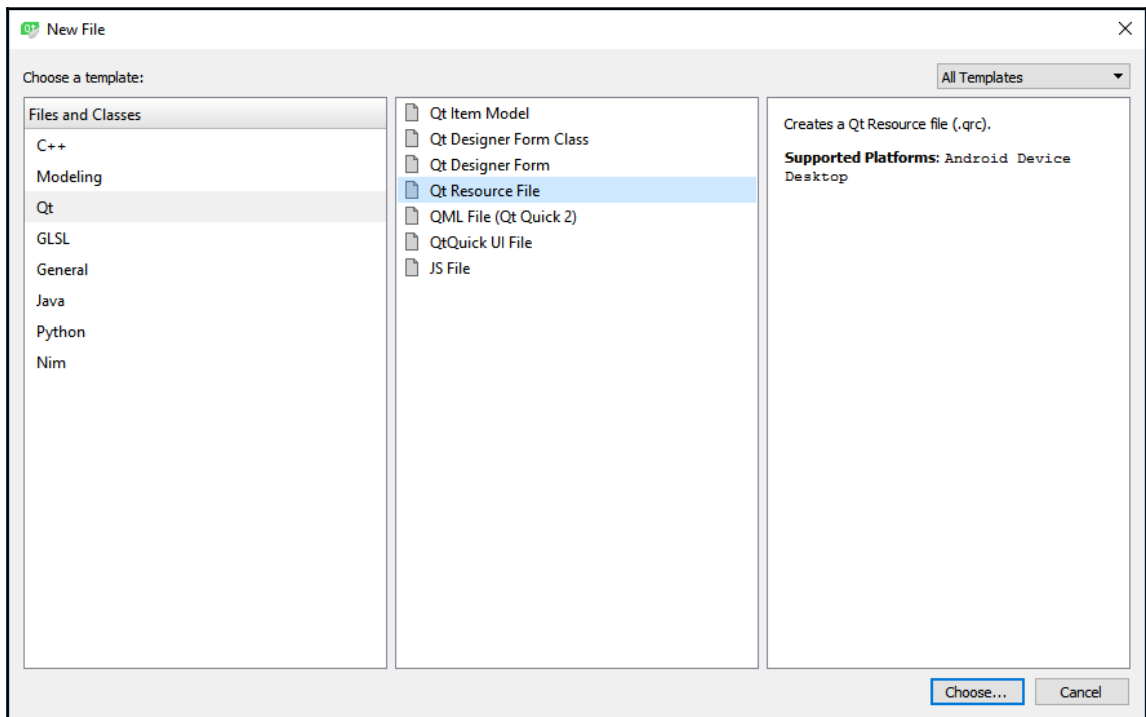 Qt New File
Choose a template:
All Templates
Files and Classes
C++
Modeling
Qt
GLSL
General
Java
Python
Nim
Qt Item Model
Qt Designer Form Class
Qt Designer Form
Qt Resource File
QML File (Qt Quick 2)
QtQuick UI File
JS File
Creates a Qt Resource file (.qrc).
Supported Platforms: Android Device
Desktop
Choose...
Cancel